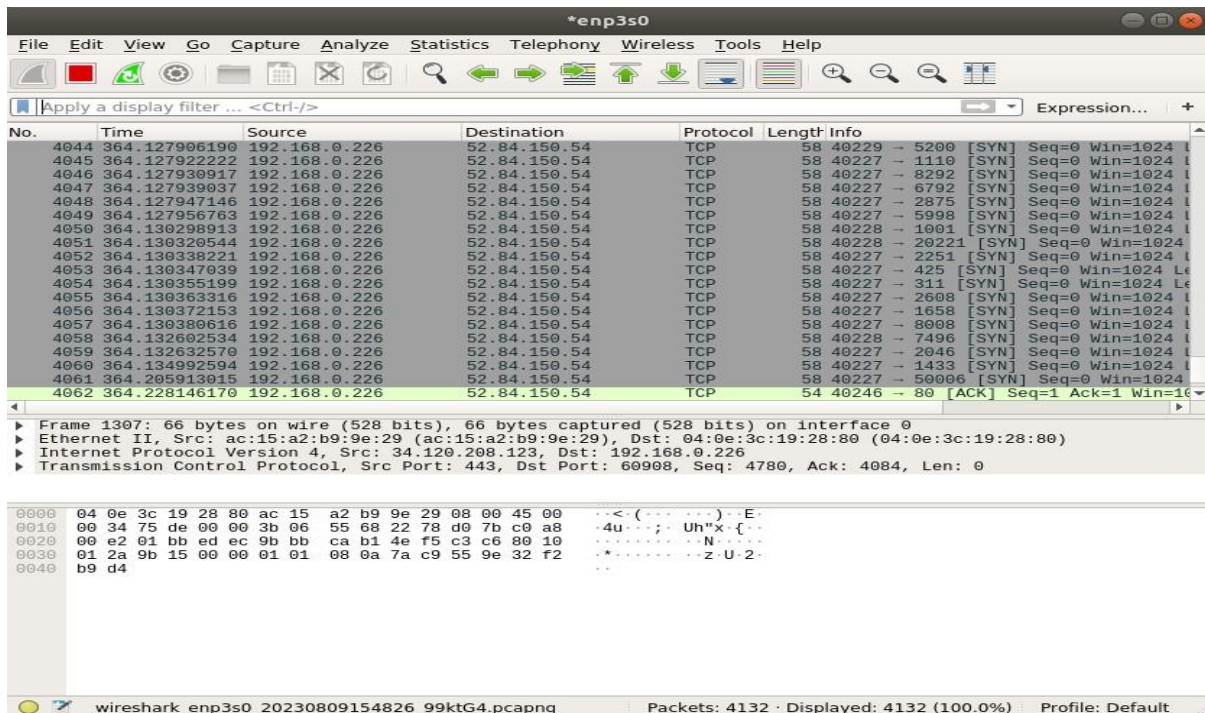 *enp3s0
File Edit View Go Capture Analyze Statistics Telephony Wireless Tools Help
Apply a display filter ... <Ctrl-/> Expression... +
No. Time Source Destination Protocol Length Info
4044 364.127906190 192.168.0.226 52.84.150.54 TCP 58 40229 → 5200 [SYN] Seq=0 Win=1024 L
4045 364.127922222 192.168.0.226 52.84.150.54 TCP 58 40227 → 1110 [SYN] Seq=0 Win=1024 L
4046 364.127930917 192.168.0.226 52.84.150.54 TCP 58 40227 → 8292 [SYN] Seq=0 Win=1024 L
4047 364.127939037 192.168.0.226 52.84.150.54 TCP 58 40227 → 6792 [SYN] Seq=0 Win=1024 L
4048 364.127947146 192.168.0.226 52.84.150.54 TCP 58 40227 → 2875 [SYN] Seq=0 Win=1024 L
4049 364.127956763 192.168.0.226 52.84.150.54 TCP 58 40227 → 5998 [SYN] Seq=0 Win=1024 L
4050 364.130298913 192.168.0.226 52.84.150.54 TCP 58 40228 → 1001 [SYN] Seq=0 Win=1024 L
4051 364.130320544 192.168.0.226 52.84.150.54 TCP 58 40228 → 20221 [SYN] Seq=0 Win=1024
4052 364.130338221 192.168.0.226 52.84.150.54 TCP 58 40227 → 2251 [SYN] Seq=0 Win=1024 L
4053 364.130347039 192.168.0.226 52.84.150.54 TCP 58 40227 → 425 [SYN] Seq=0 Win=1024 Le
4054 364.130355199 192.168.0.226 52.84.150.54 TCP 58 40227 → 311 [SYN] Seq=0 Win=1024 Le
4055 364.130363316 192.168.0.226 52.84.150.54 TCP 58 40227 → 2608 [SYN] Seq=0 Win=1024 L
4056 364.130372153 192.168.0.226 52.84.150.54 TCP 58 40227 → 1658 [SYN] Seq=0 Win=1024 L
4057 364.130380616 192.168.0.226 52.84.150.54 TCP 58 40227 → 8008 [SYN] Seq=0 Win=1024 L
4058 364.132602534 192.168.0.226 52.84.150.54 TCP 58 40228 → 7496 [SYN] Seq=0 Win=1024 L
4059 364.132632570 192.168.0.226 52.84.150.54 TCP 58 40227 → 2046 [SYN] Seq=0 Win=1024 L
4060 364.134992594 192.168.0.226 52.84.150.54 TCP 58 40227 → 1433 [SYN] Seq=0 Win=1024 L
4061 364.205913015 192.168.0.226 52.84.150.54 TCP 58 40227 → 50006 [SYN] Seq=0 Win=1024
4062 364.228146170 192.168.0.226 52.84.150.54 TCP 54 40246 → 80 [ACK] Seq=1 Ack=1 Win=10
Frame 1307: 66 bytes on wire (528 bits), 66 bytes captured (528 bits) on interface 0
Ethernet II, Src: ac:15:a2:b9:9e:29 (ac:15:a2:b9:9e:29), Dst: 04:0e:3c:19:28:80 (04:0e:3c:19:28:80)
Internet Protocol Version 4, Src: 34.120.208.123, Dst: 192.168.0.226
Transmission Control Protocol, Src Port: 443, Dst Port: 60908, Seq: 4780, Ack: 4084, Len: 0
0000 04 0e 3c 19 28 80 ac 15 a2 b9 9e 29 08 00 45 00 ··<·(··· ···)··E·
0010 00 34 75 de 00 00 3b 06 55 68 22 78 d0 7b c0 a8 ·4u···;· Uh"x·{··
0020 00 e2 01 bb ed ec 9b bb ca b1 4e f5 c3 c6 80 10 ········ ··N·····
0030 01 2a 9b 15 00 00 01 01 08 0a 7a c9 55 9e 32 f2 ·*······ ··z·U·2·
0040 b9 d4 ··
wireshark_enp3s0_20230809154826_99ktG4.pcapng Packets: 4132 · Displayed: 4132 (100.0%) Profile: Default